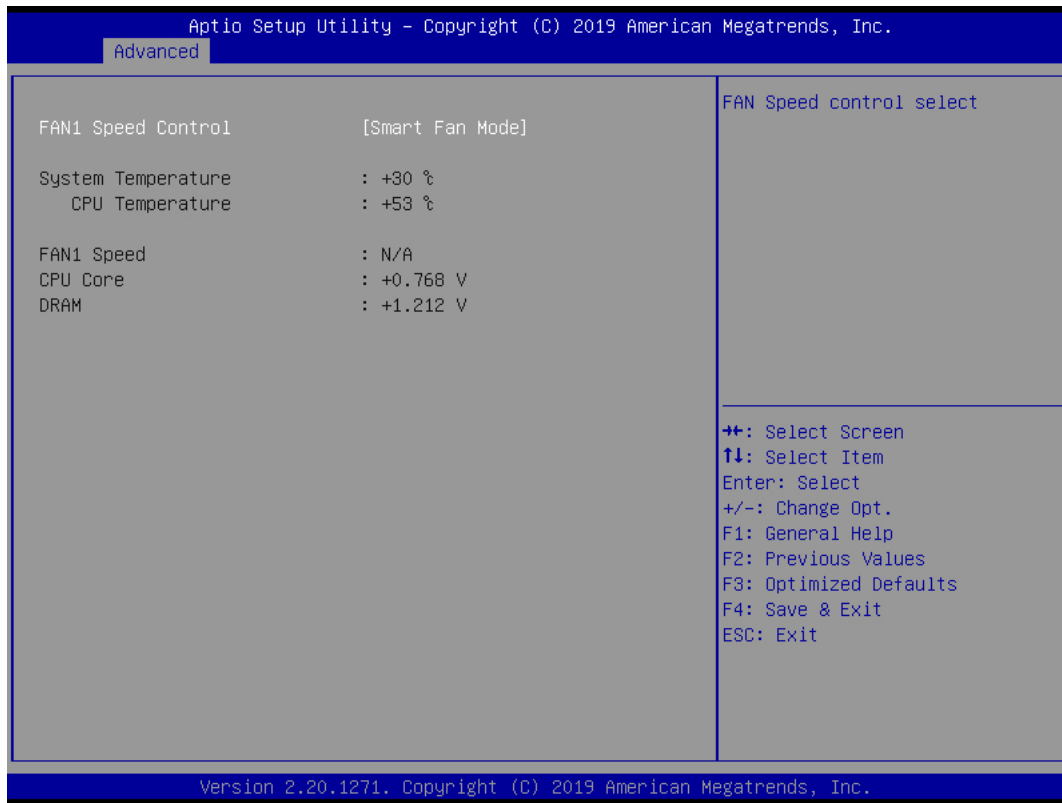 Aptio Setup Utility – Copyright (C) 2019 American Megatrends, Inc.
Advanced
FAN1 Speed Control [Smart Fan Mode]
System Temperature : +30 ℃
CPU Temperature : +53 ℃
FAN1 Speed : N/A
CPU Core : +0.768 V
DRAM : +1.212 V
FAN Speed control select
→←: Select Screen
↑↓: Select Item
Enter: Select
+/-: Change Opt.
F1: General Help
F2: Previous Values
F3: Optimized Defaults
F4: Save & Exit
ESC: Exit
Version 2.20.1271. Copyright (C) 2019 American Megatrends, Inc.